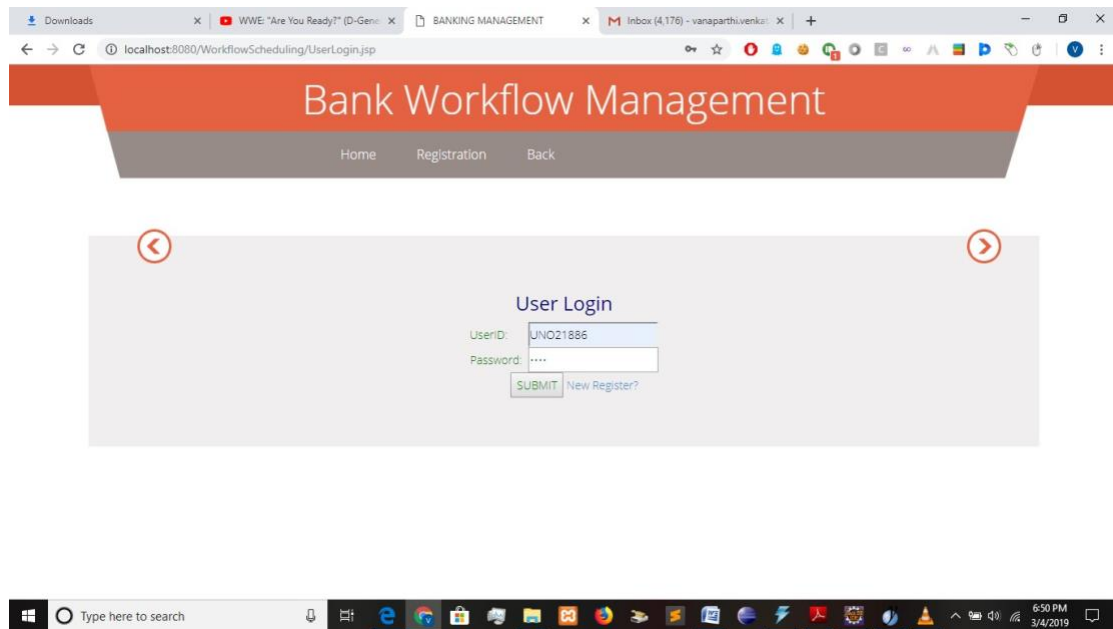 Downloads
WWE: "Are You Ready?" (D-Gene
BANKING MANAGEMENT
Inbox (4,176) - vanaparthi.venkat
localhost:8080/WorkflowScheduling/UserLogin.jsp
Bank Workflow Management
Home Registration Back
User Login
UserID: UNO21886
Password: ····
SUBMIT New Register?
Type here to search
6:50 PM
3/4/2019